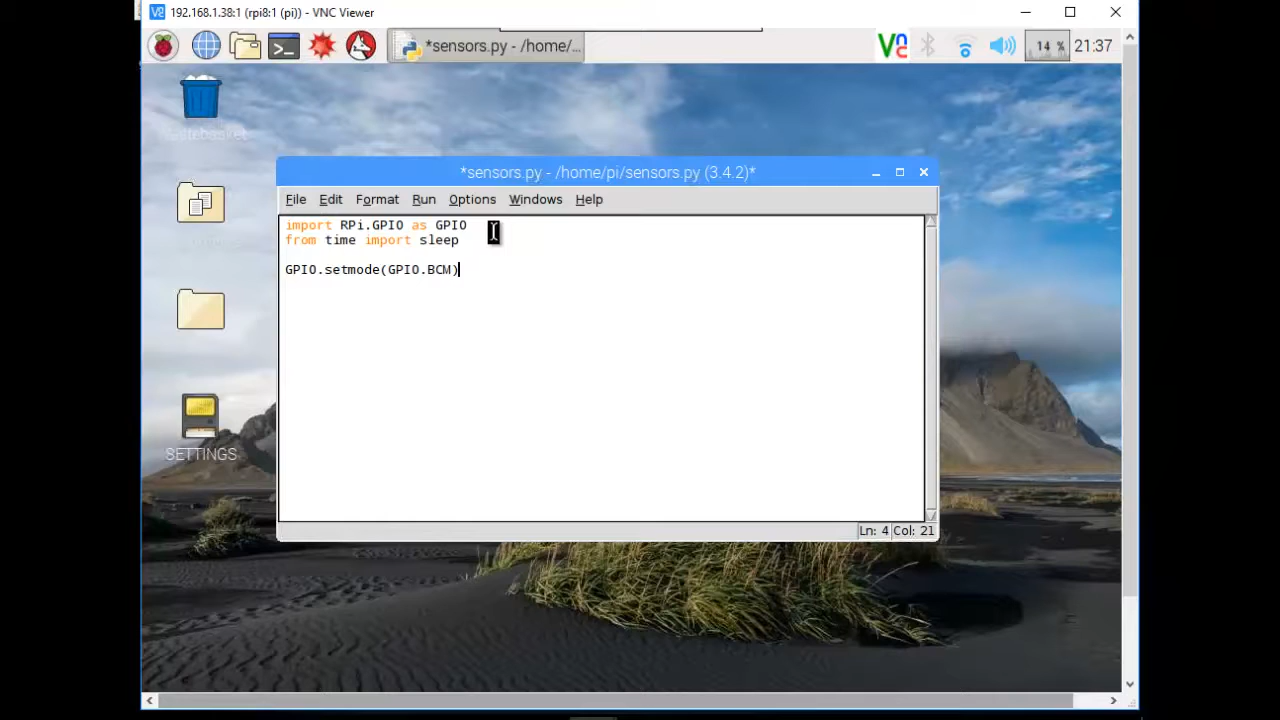 192.168.1.38:1 (rpi8:1 (pi)) - VNC Viewer
*sensors.py - /home/...
14 %
21:37
Wastebasket
*sensors.py - /home/pi/sensors.py (3.4.2)*
File Edit Format Run Options Windows Help
import RPi.GPIO as GPIO
from time import sleep
GPIO.setmode(GPIO.BCM)
SETTINGS
Ln: 4 Col: 21